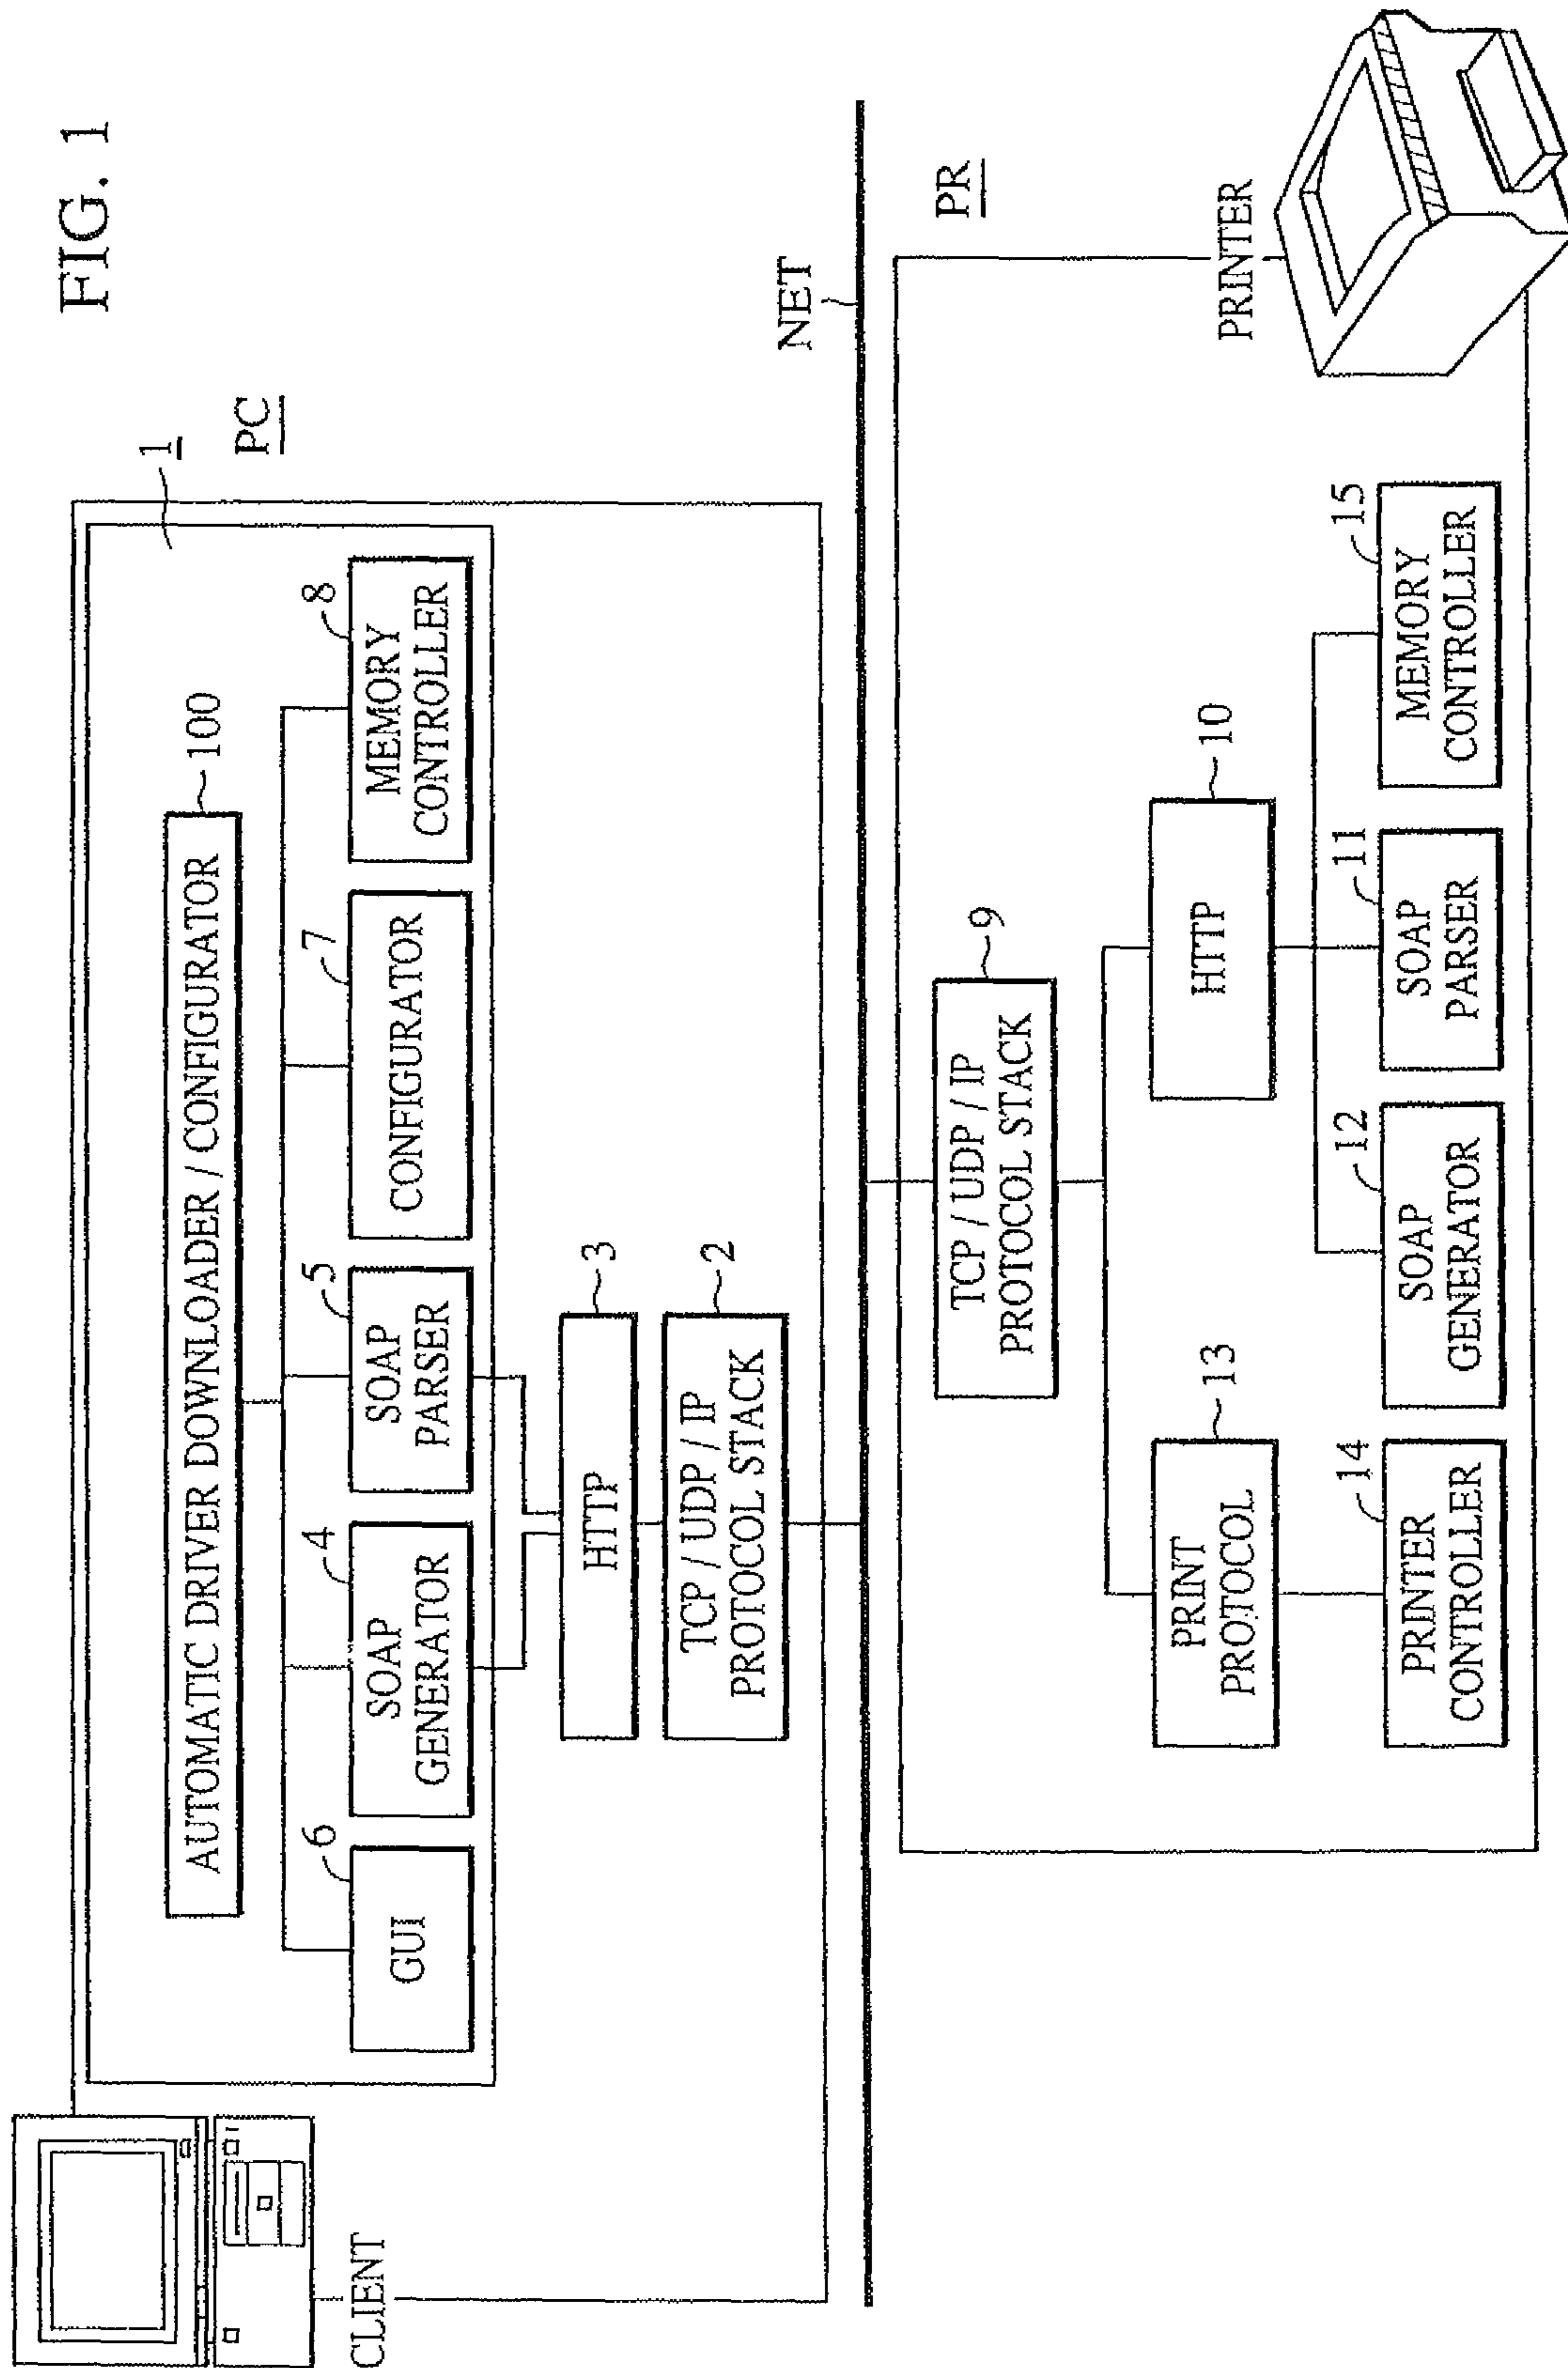 FIG. 1
PC
1
AUTOMATIC DRIVER DOWNLOADER / CONFIGURATOR
100
6
GUI
4
SOAP
GENERATOR
5
SOAP
PARSER
7
CONFIGURATOR
8
MEMORY
CONTROLLER
CLIENT
HTTP
3
TCP / UDP / IP
PROTOCOL STACK
2
NET
PR
TCP / UDP / IP
PROTOCOL STACK
9
PRINT
PROTOCOL
13
HTTP
10
PRINTER
14
PRINTER
CONTROLLER
12
SOAP
GENERATOR
11
SOAP
PARSER
15
MEMORY
CONTROLLER